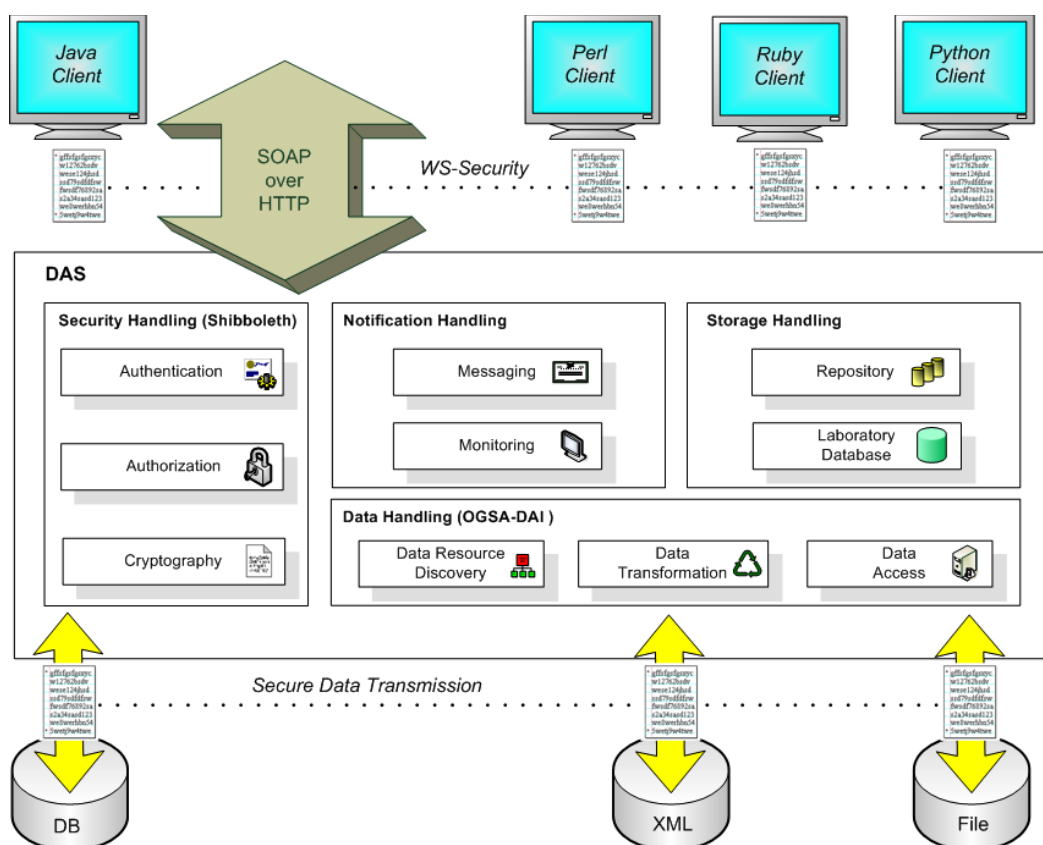 Java
Client
Perl
Client
Ruby
Client
Python
Client
SOAP
over
HTTP
WS-Security
DAS
Security Handling (Shibboleth)
Authentication
Authorization
Cryptography
Notification Handling
Messaging
Monitoring
Storage Handling
Repository
Laboratory
Database
Data Handling (OGSA-DAI )
Data Resource
Discovery
Data
Transformation
Data
Access
Secure Data Transmission
DB
XML
File